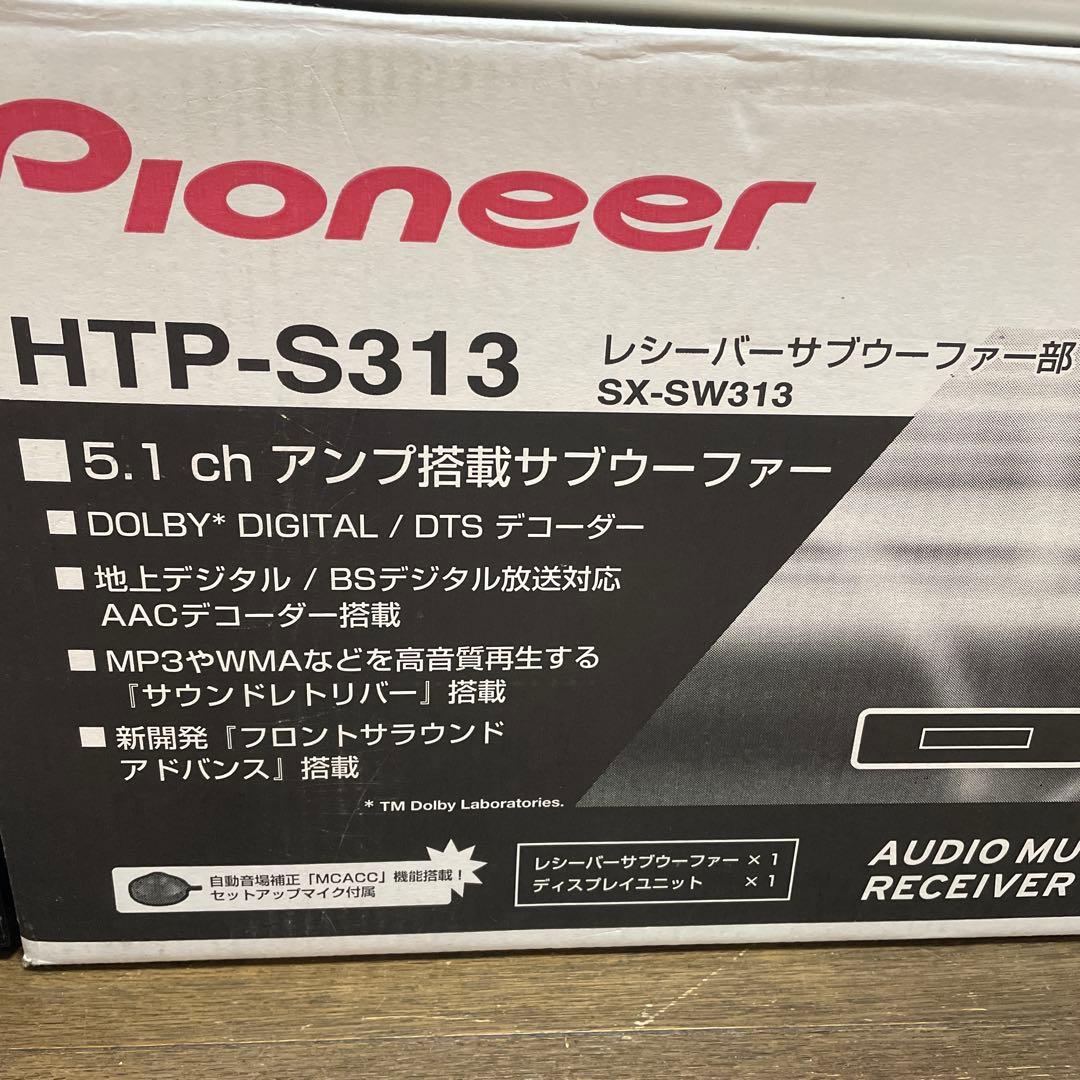 Pioneer
HTP-S313
レシーバーサブウーファー部
SX-SW313
■5.1 ch アンプ搭載サブウーファー
■ DOLBY* DIGITAL / DTS デコーダー
■ 地上デジタル / BSデジタル放送対応
AACデコーダー搭載
■ MP3やWMAなどを高音質再生する
『サウンドレトリバー』搭載
■ 新開発『フロントサラウンド
アドバンス』搭載
* TM Dolby Laboratories.
自動音場補正「MCACC」機能搭載!
セットアップマイク付属
レシーバーサブウーファー × 1
ディスプレイユニット × 1
AUDIO MU
RECEIVER